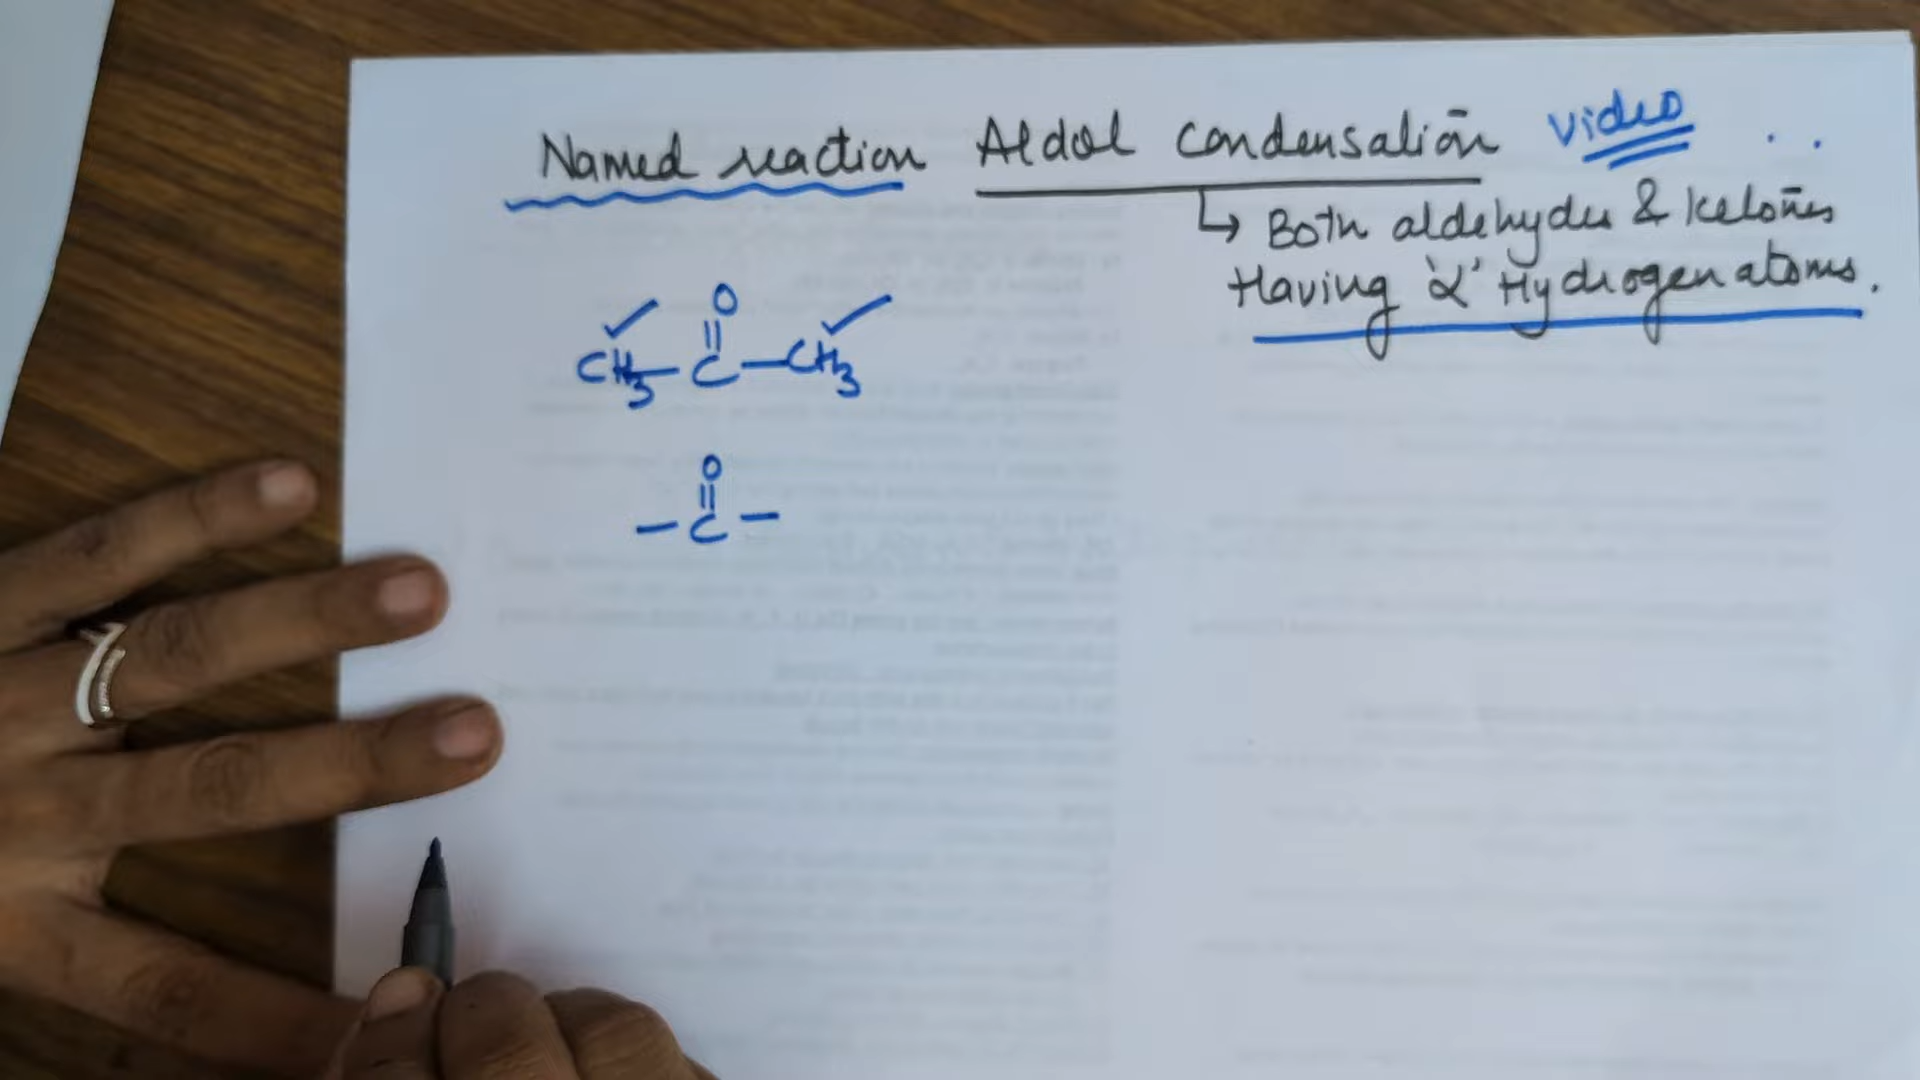 Named reaction Aldol condensation video ..
↳ Both aldehydes & Ketones
Having 'α' Hydrogen atoms.
O
||
CH3-C-CH3
O
||
-C-